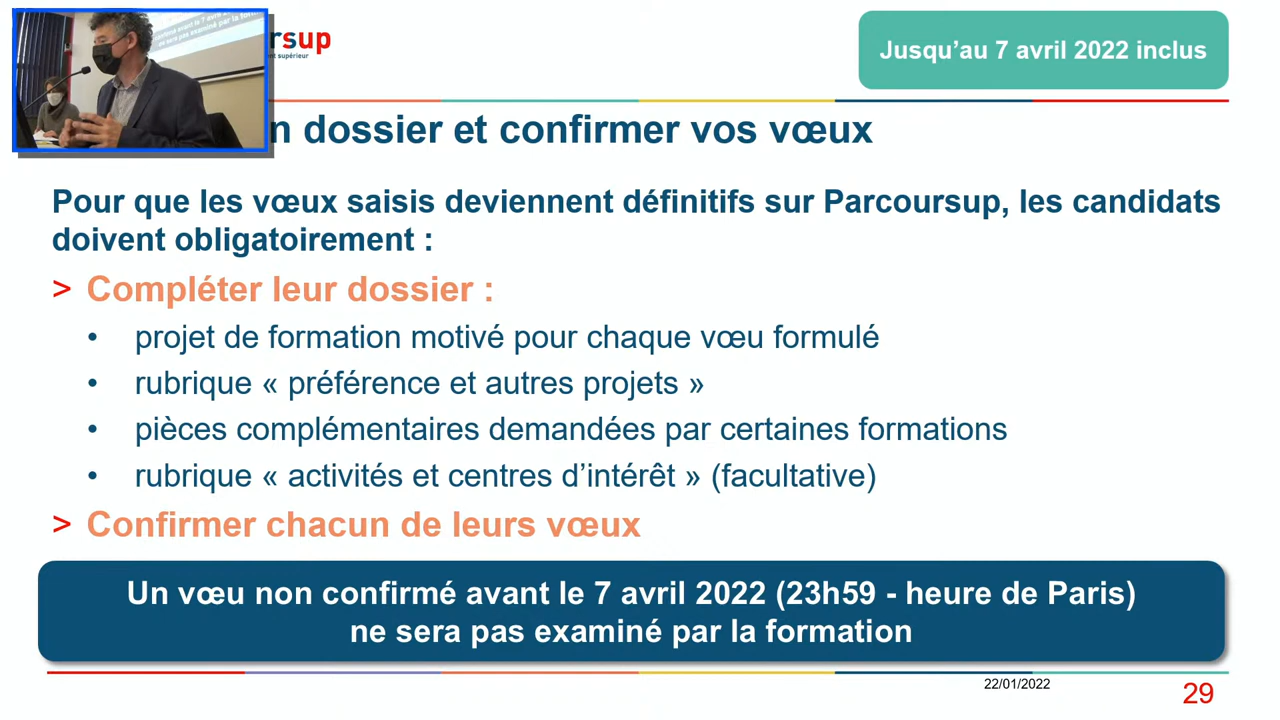 rsup
nt supérieur
Jusqu'au 7 avril 2022 inclus
n dossier et confirmer vos vœux
Pour que les vœux saisis deviennent définitifs sur Parcoursup, les candidats
doivent obligatoirement :
> Compléter leur dossier :
• projet de formation motivé pour chaque vœu formulé
• rubrique « préférence et autres projets »
• pièces complémentaires demandées par certaines formations
• rubrique « activités et centres d'intérêt » (facultative)
> Confirmer chacun de leurs vœux
Un vœu non confirmé avant le 7 avril 2022 (23h59 - heure de Paris)
ne sera pas examiné par la formation
22/01/2022
29